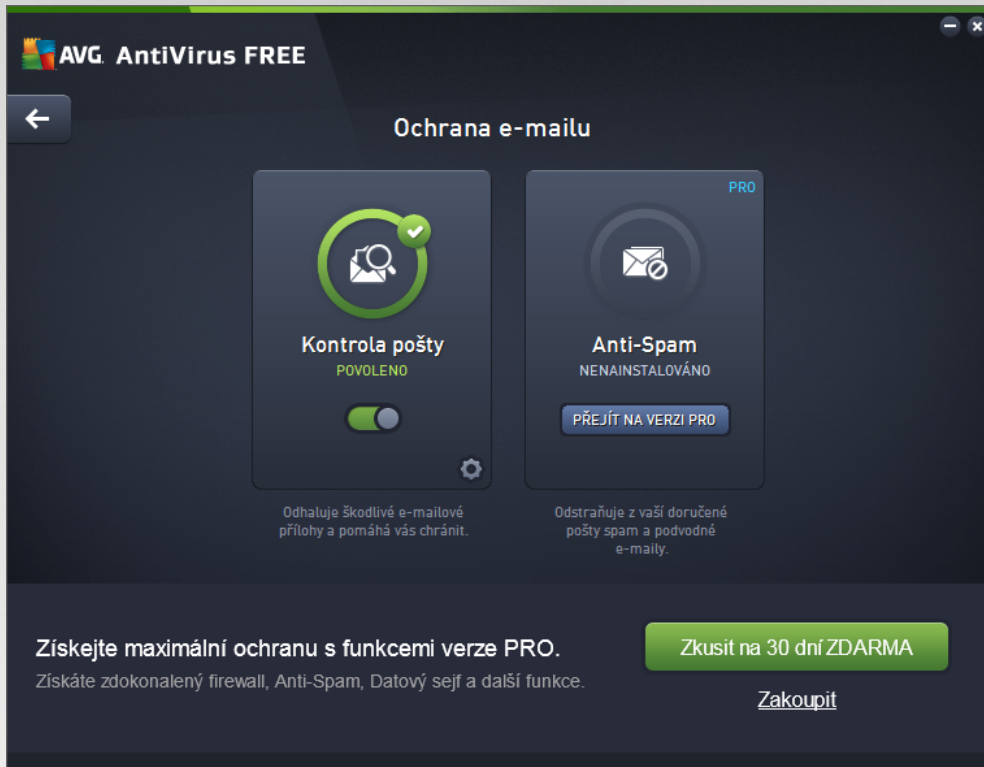 AVG. AntiVirus FREE
Ochrana e-mailu
PRO
Kontrola pošty
POVOLENO
Anti-Spam
NENAINSTALOVÁNO
PŘEJÍT NA VERZI PRO
Odhaluje škodlivé e-mailové
přílohy a pomáhá vás chránit.
Odstraňuje z vaší doručené
pošty spam a podvodné
e-maily.
Získejte maximální ochranu s funkcemi verze PRO.
Získáte zdokonalený firewall, Anti-Spam, Datový sejf a další funkce.
Zkusit na 30 dní ZDARMA
Zakoupit